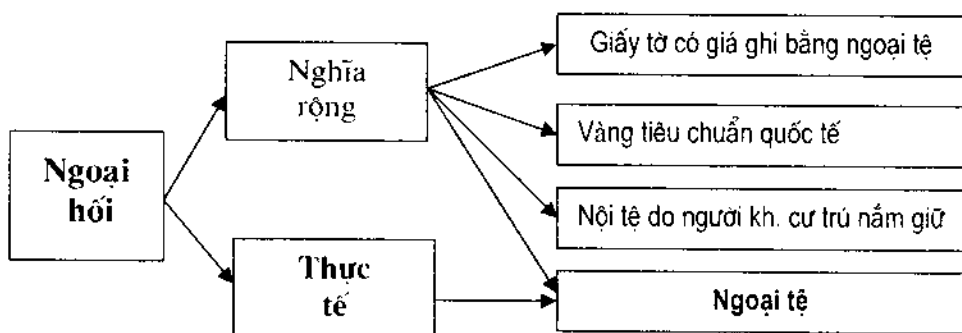 Ngoại
hối
Nghĩa
rộng
Thực
tế
Giấy tờ có giá ghi bằng ngoại tệ
Vàng tiêu chuẩn quốc tế
Nội tệ do người kh. cư trú nắm giữ
Ngoại tệ